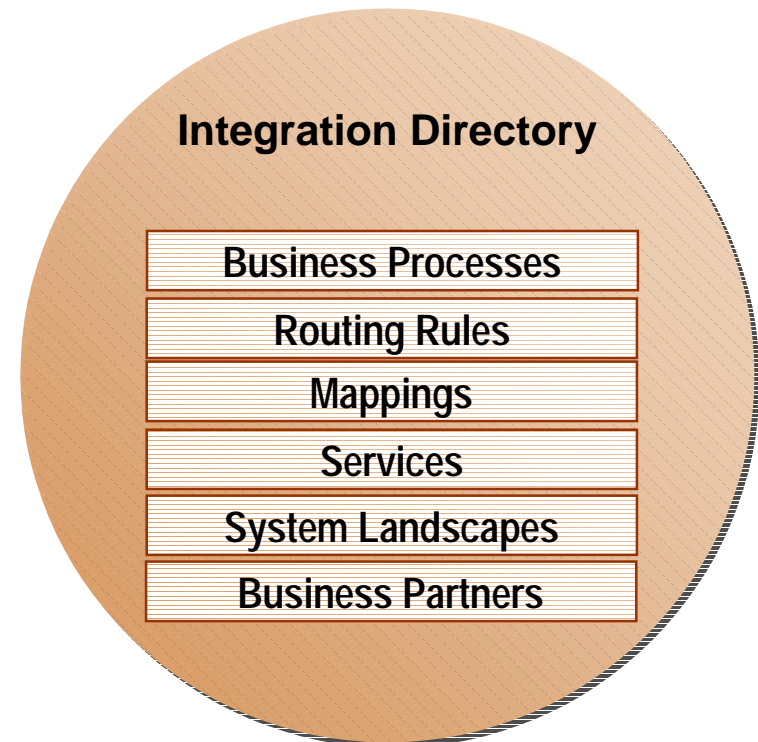 Integration Directory
Business Processes
Routing Rules
Mappings
Services
System Landscapes
Business Partners